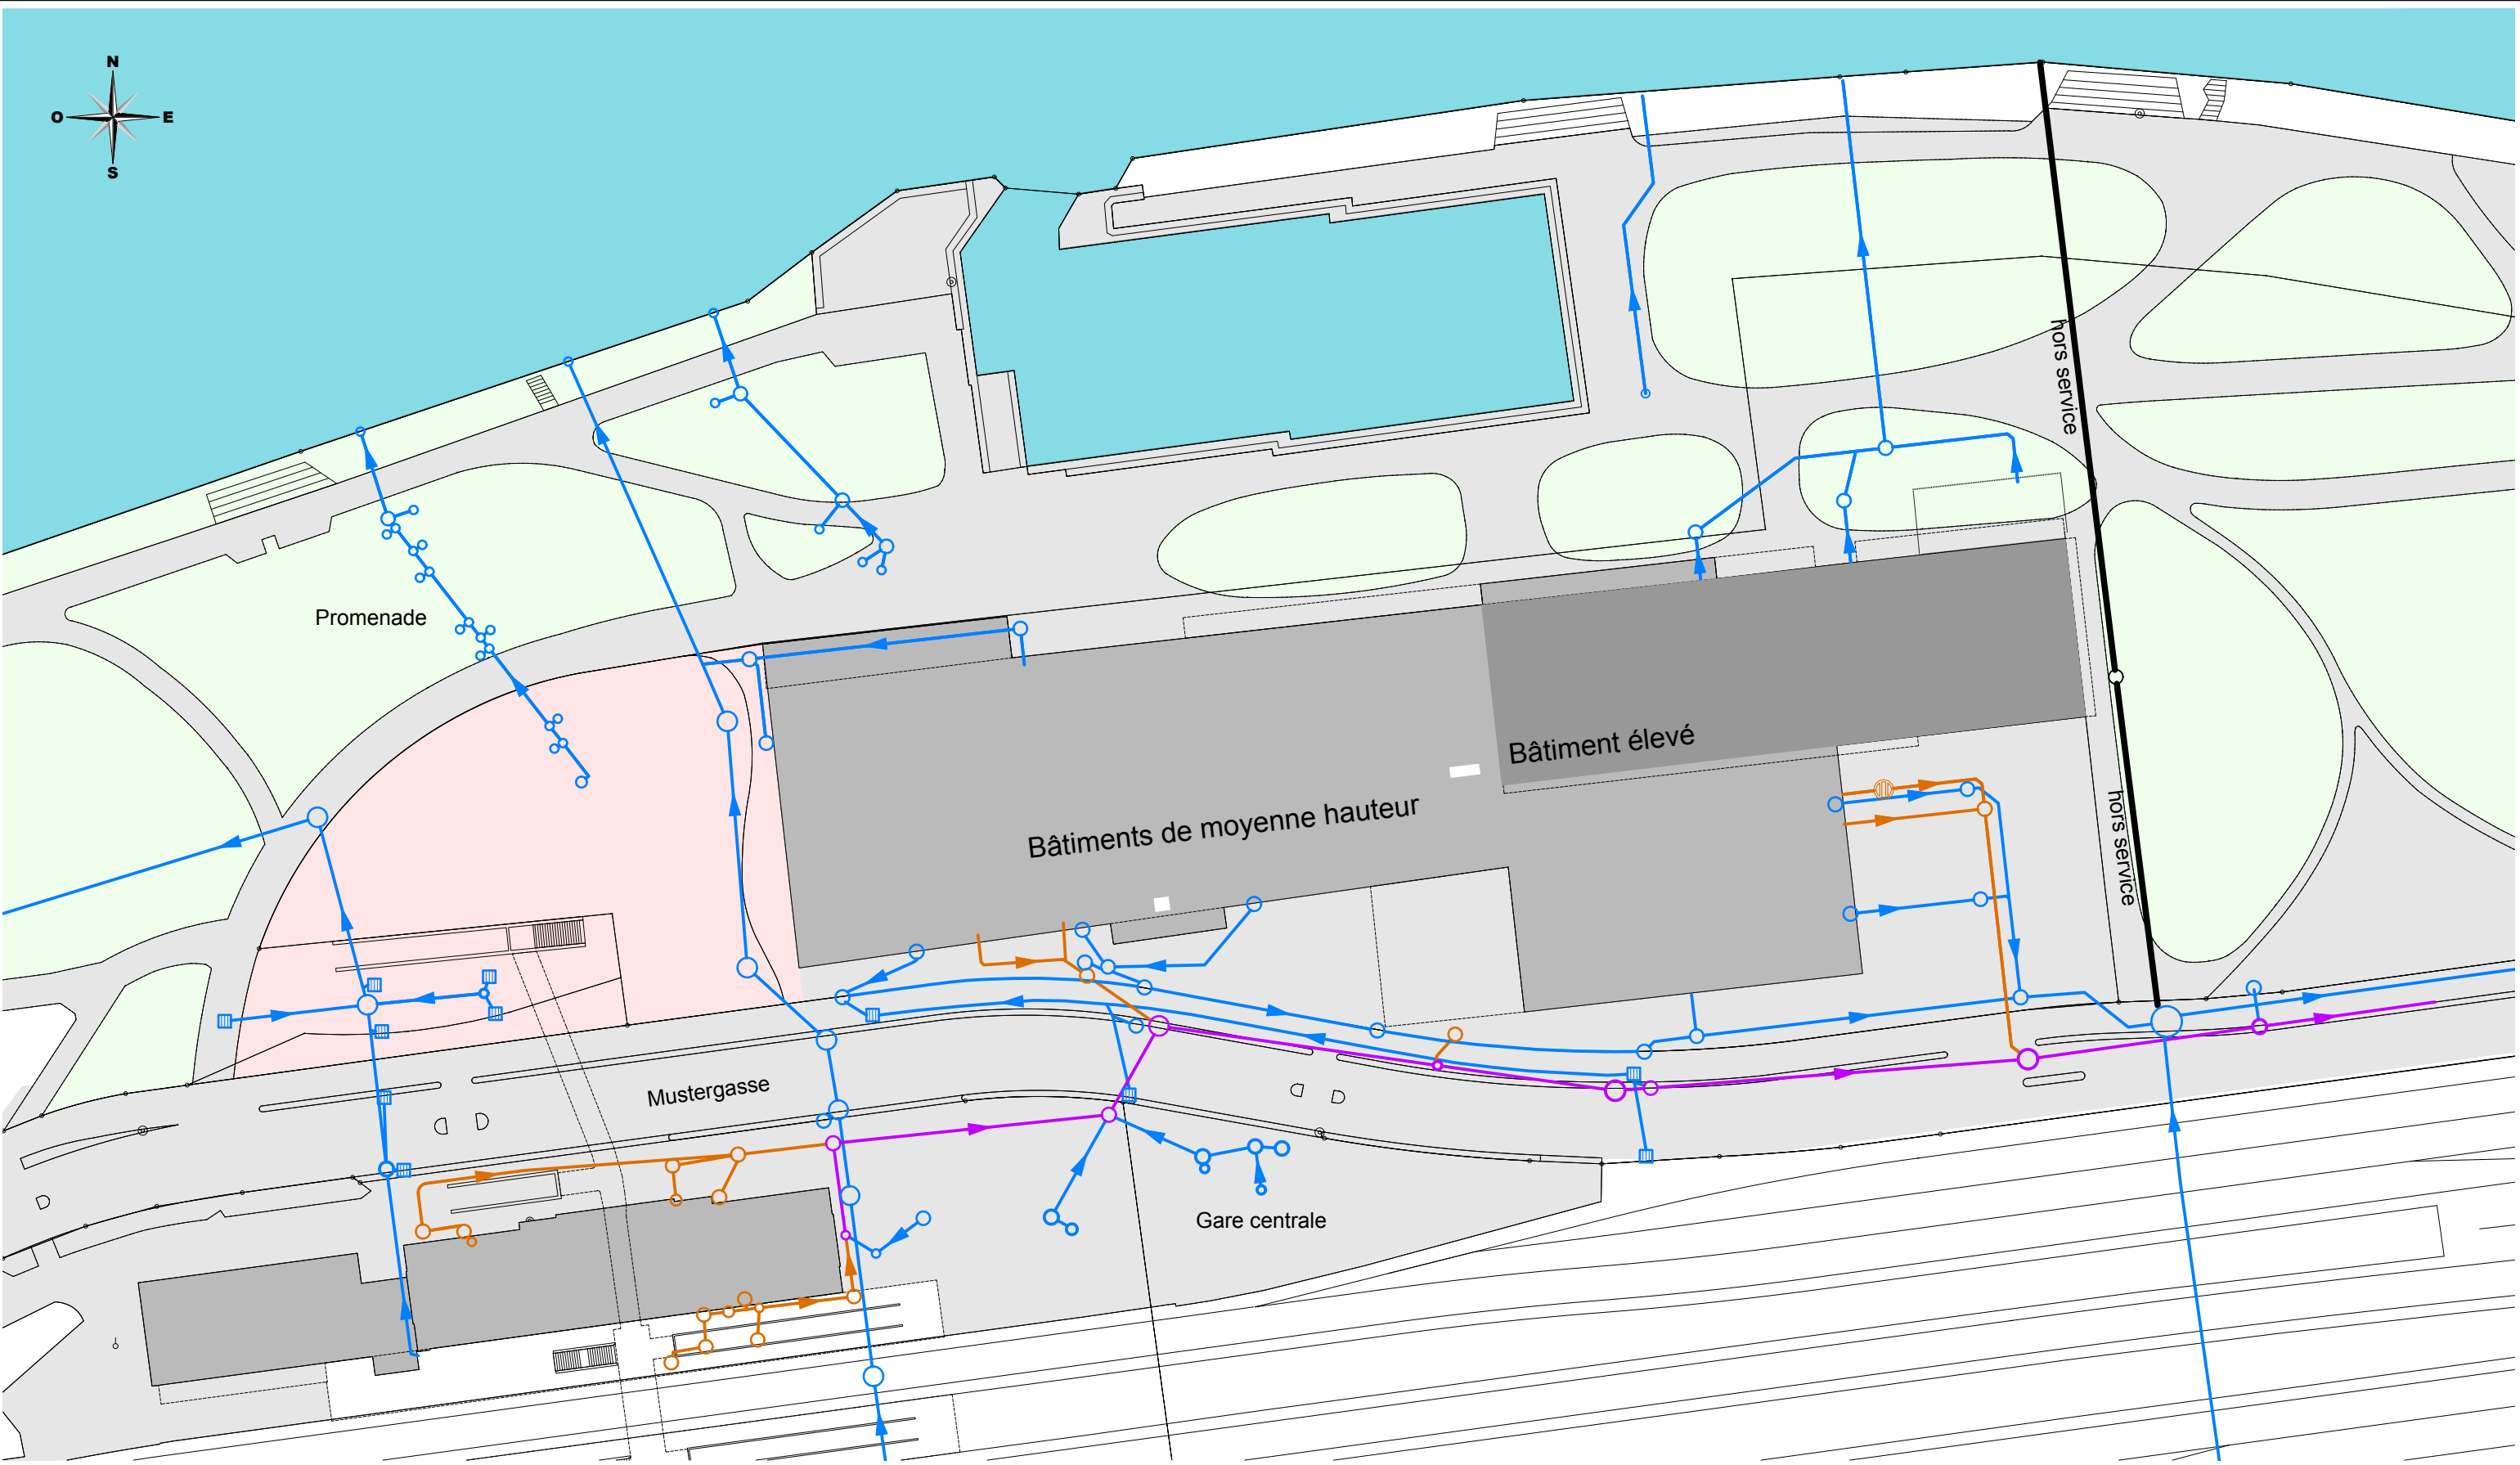 N
O E
S
hors service
Promenade
Bâtiment élevé
Bâtiments de moyenne hauteur
hors service
Mustergasse
Gare centrale